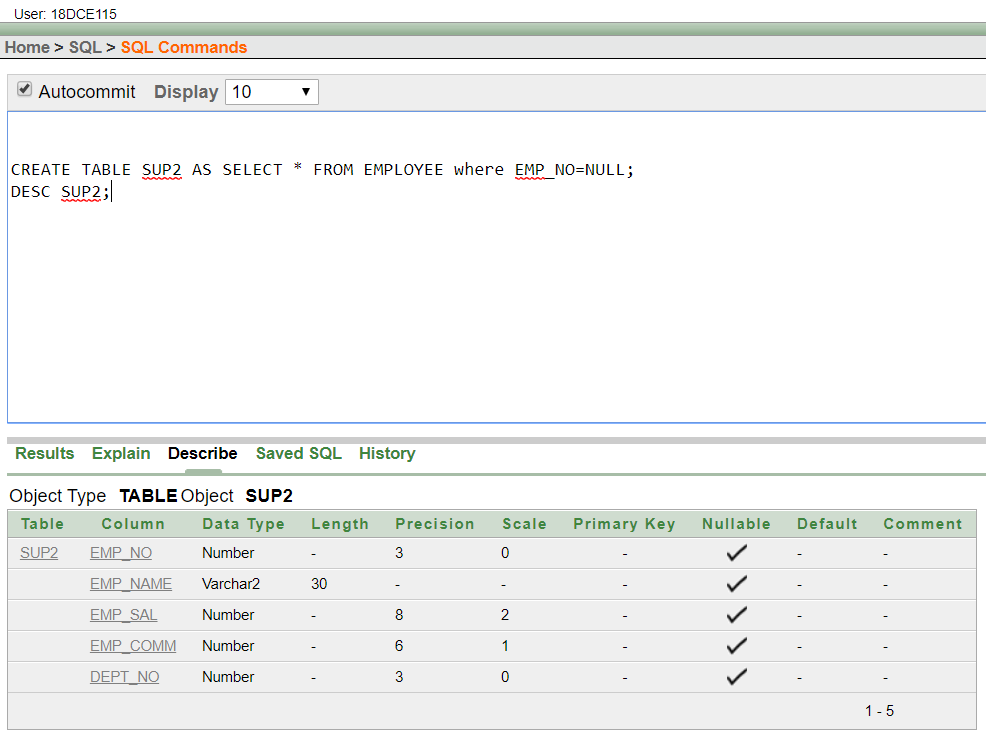 User: 18DCE115
Home > SQL > SQL Commands
Autocommit Display 10
CREATE TABLE SUP2 AS SELECT * FROM EMPLOYEE where EMP_NO=NULL;
DESC SUP2;
Results Explain Describe Saved SQL History
Object Type TABLE Object SUP2
Table Column Data Type Length Precision Scale Primary Key Nullable Default Comment
SUP2 EMP_NO Number - 3 0 - ✓ - -
EMP_NAME Varchar2 30 - - - ✓ - -
EMP_SAL Number - 8 2 - ✓ - -
EMP_COMM Number - 6 1 - ✓ - -
DEPT_NO Number - 3 0 - ✓ - -
1 - 5